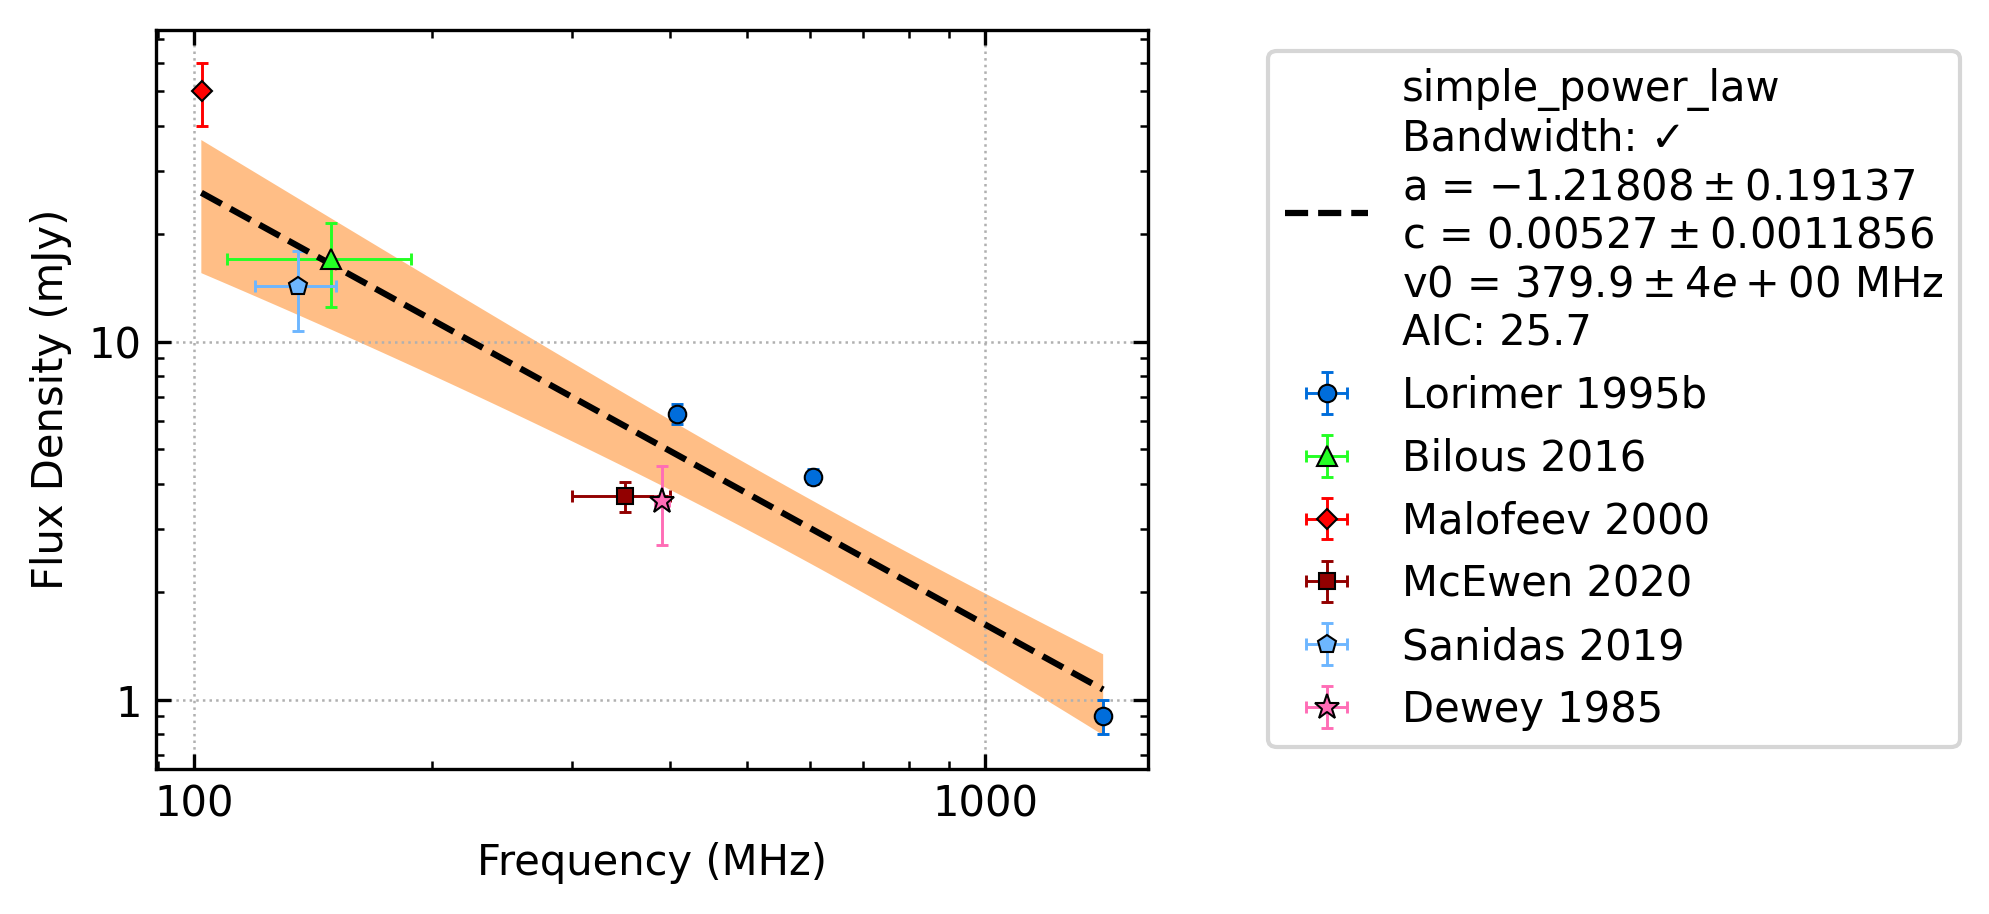 Flux Density (mJy)
10
1
100
1000
Frequency (MHz)
simple_power_law
Bandwidth: ✓
a = −1.21808 ± 0.19137
c = 0.00527 ± 0.0011856
v0 = 379.9 ± 4e + 00 MHz
AIC: 25.7
Lorimer 1995b
Bilous 2016
Malofeev 2000
McEwen 2020
Sanidas 2019
Dewey 1985